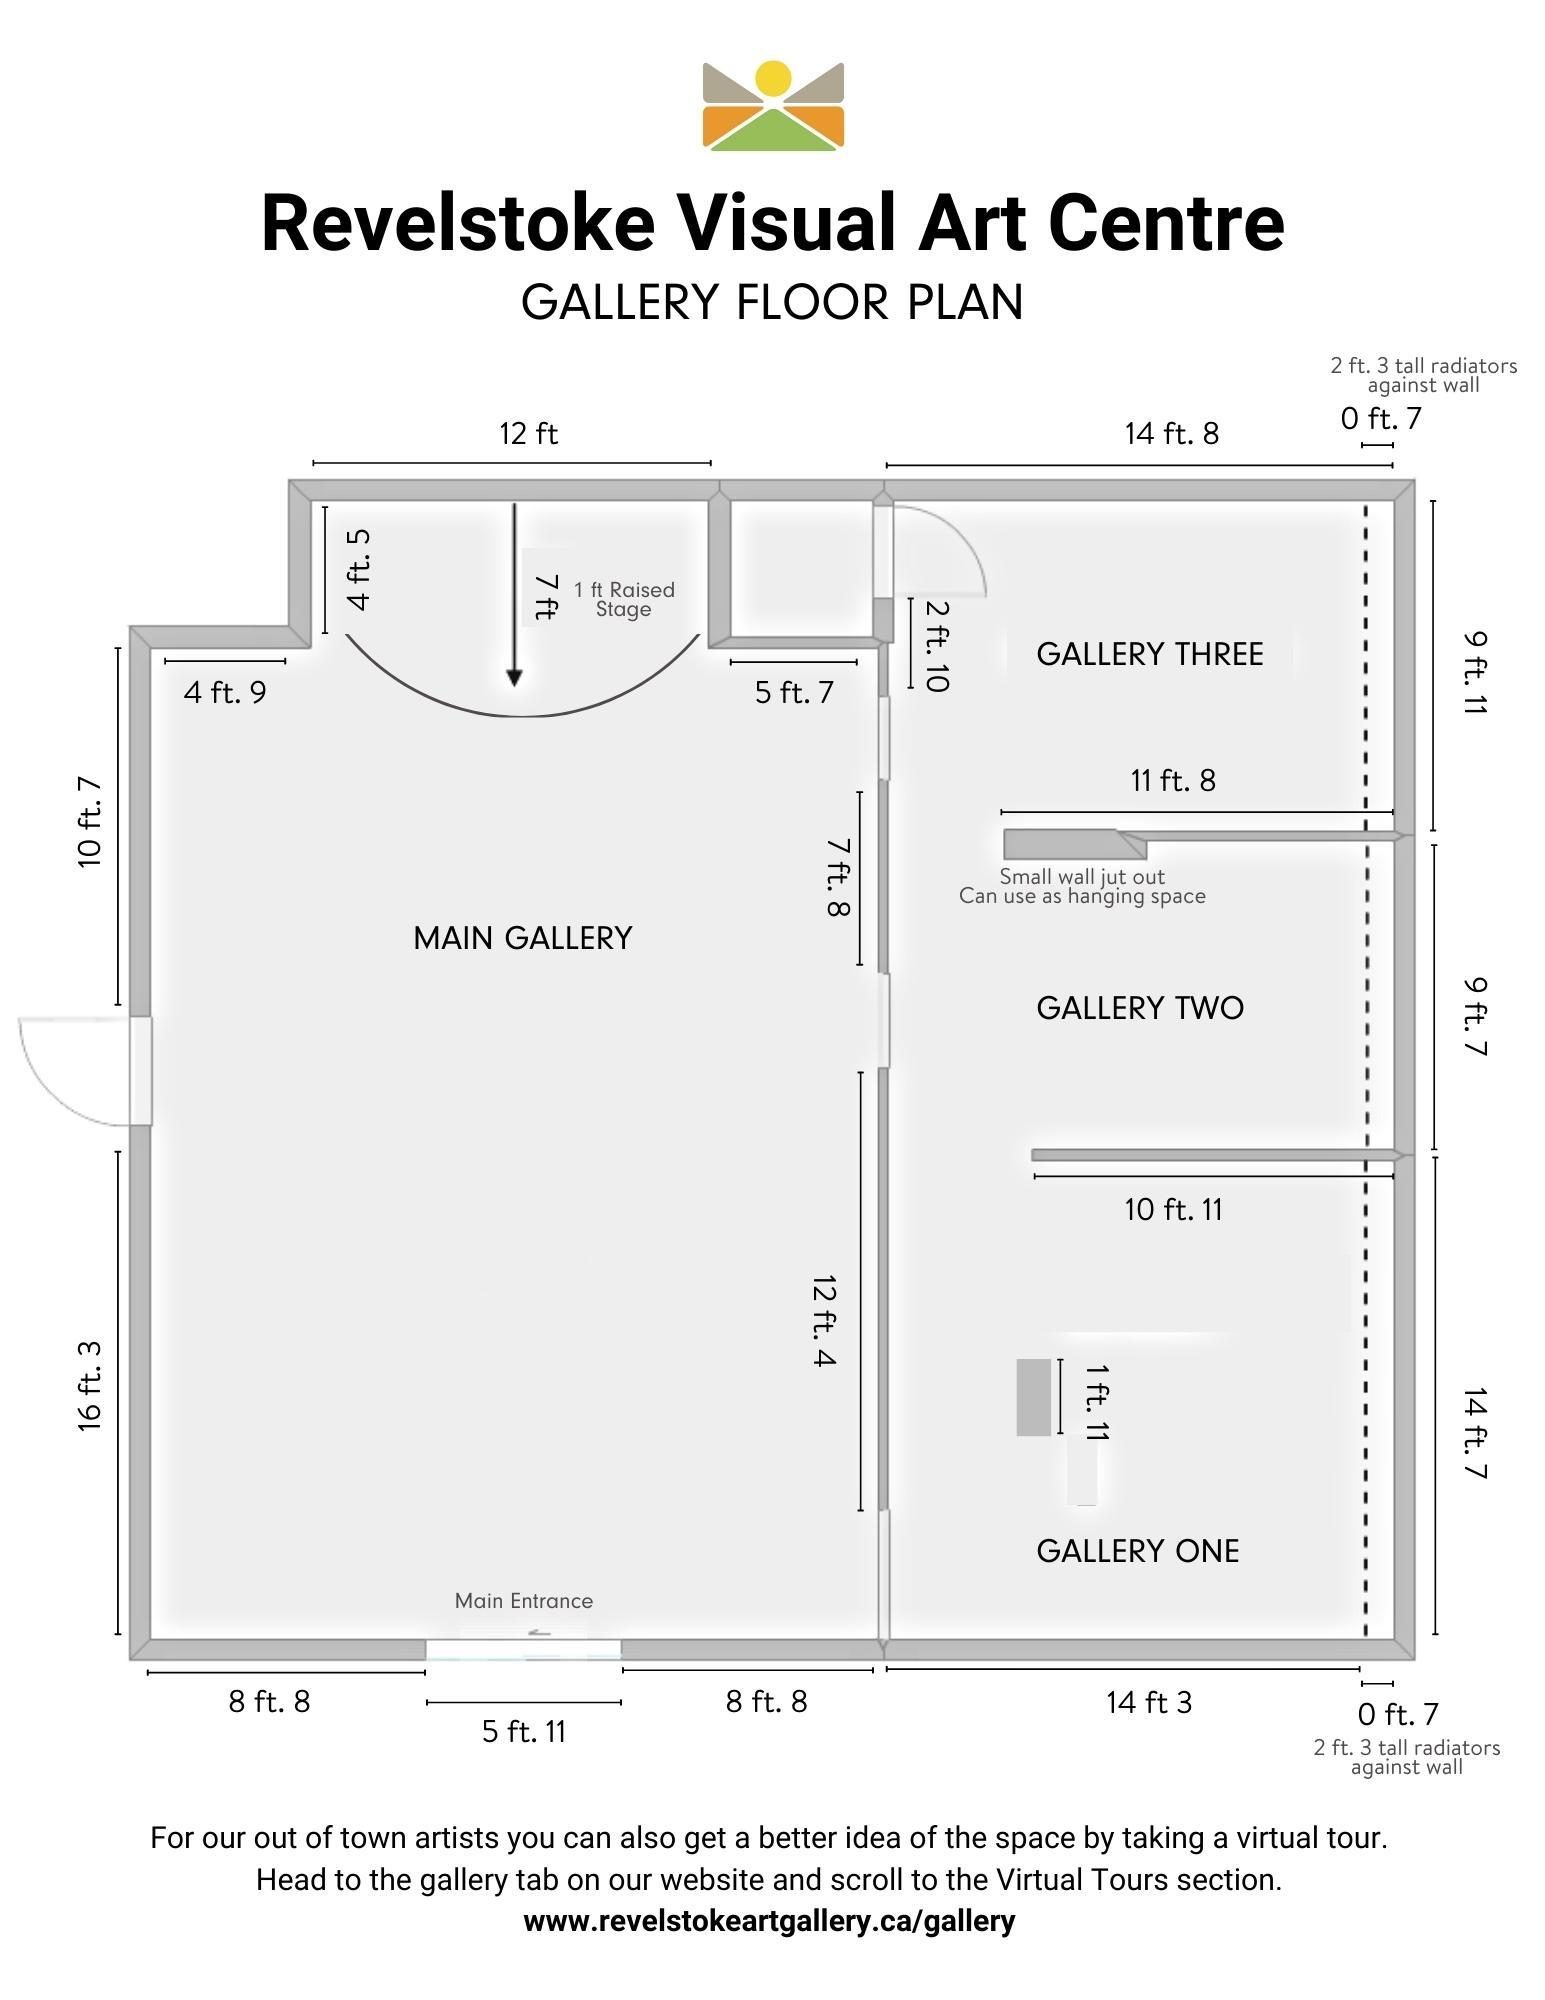 Revelstoke Visual Art Centre
GALLERY FLOOR PLAN
2 ft. 3 tall radiators
against wall
0 ft. 7
12 ft
14 ft. 8
4 ft. 5
7 ft
1 ft Raised
Stage
2 ft. 10
GALLERY THREE
9 ft. 11
4 ft. 9
5 ft. 7
10 ft. 7
11 ft. 8
7 ft. 8
Small wall jut out
Can use as hanging space
MAIN GALLERY
GALLERY TWO
9 ft. 7
10 ft. 11
12 ft. 4
16 ft. 3
1 ft. 11
14 ft. 7
GALLERY ONE
Main Entrance
8 ft. 8
5 ft. 11
8 ft. 8
14 ft 3
0 ft. 7
2 ft. 3 tall radiators
against wall
For our out of town artists you can also get a better idea of the space by taking a virtual tour.
Head to the gallery tab on our website and scroll to the Virtual Tours section.
www.revelstokeartgallery.ca/gallery